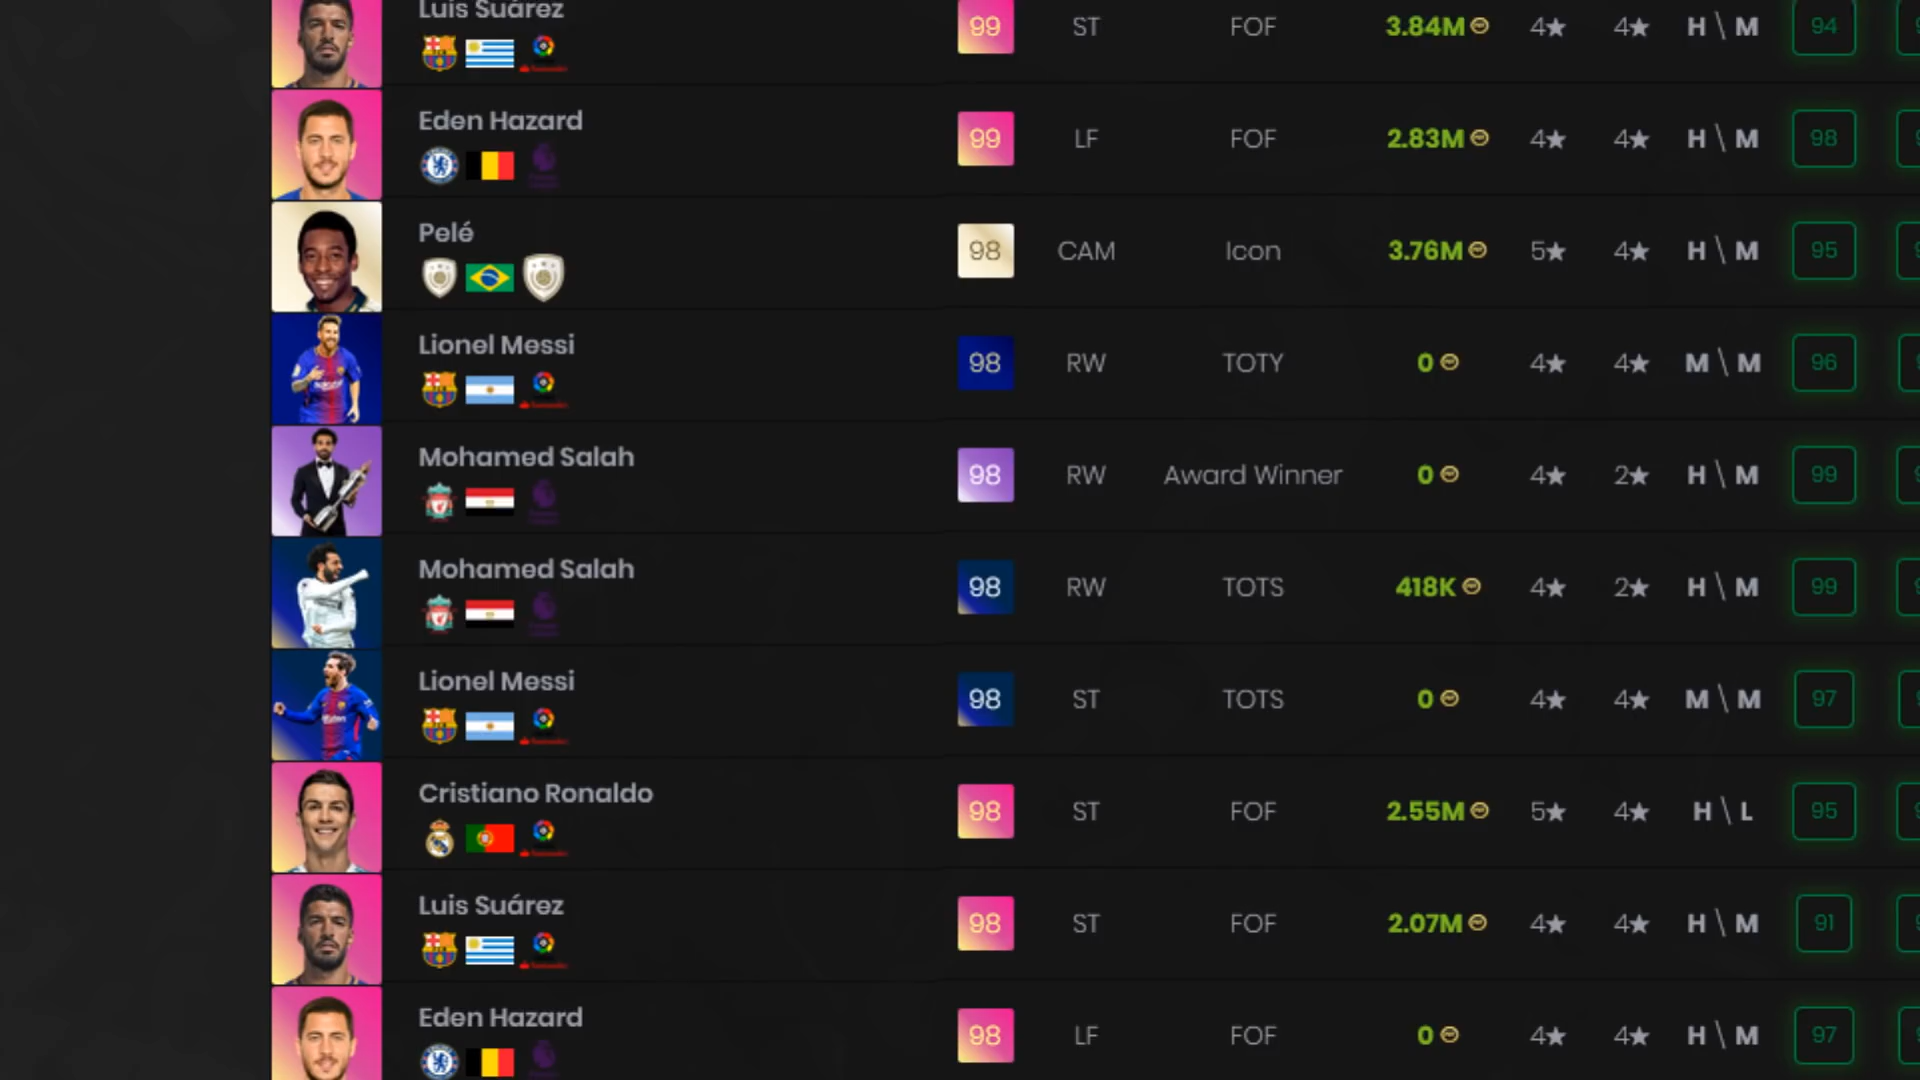 Luis Suárez 99 ST FOF 3.84M 4★ 4★ H \ M 94
Eden Hazard 99 LF FOF 2.83M 4★ 4★ H \ M 98
Pelé 98 CAM Icon 3.76M 5★ 4★ H \ M 95
Lionel Messi 98 RW TOTY 0 4★ 4★ M \ M 96
Mohamed Salah 98 RW Award Winner 0 4★ 2★ H \ M 99
Mohamed Salah 98 RW TOTS 418K 4★ 2★ H \ M 99
Lionel Messi 98 ST TOTS 0 4★ 4★ M \ M 97
Cristiano Ronaldo 98 ST FOF 2.55M 5★ 4★ H \ L 95
Luis Suárez 98 ST FOF 2.07M 4★ 4★ H \ M 91
Eden Hazard 98 LF FOF 0 4★ 4★ H \ M 97